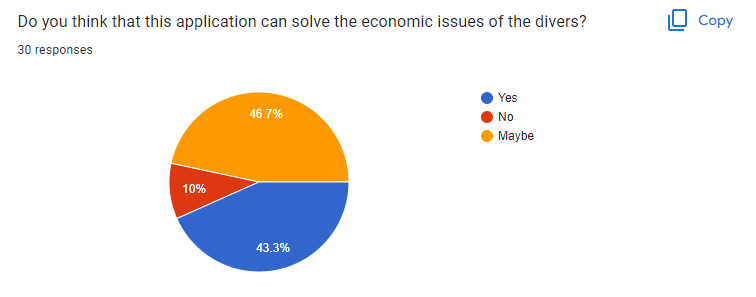 Do you think that this application can solve the economic issues of the divers?
Copy
30 responses
46.7%
10%
43.3%
Yes
No
Maybe